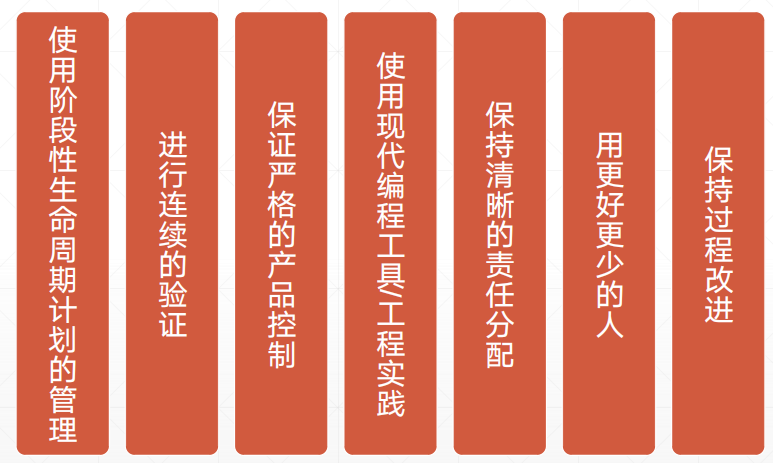 使用阶段性生命周期计划的管理
进行连续的验证
保证严格的产品控制
使用现代编程工具/工程实践
保持清晰的责任分配
用更好更少的人
保持过程改进